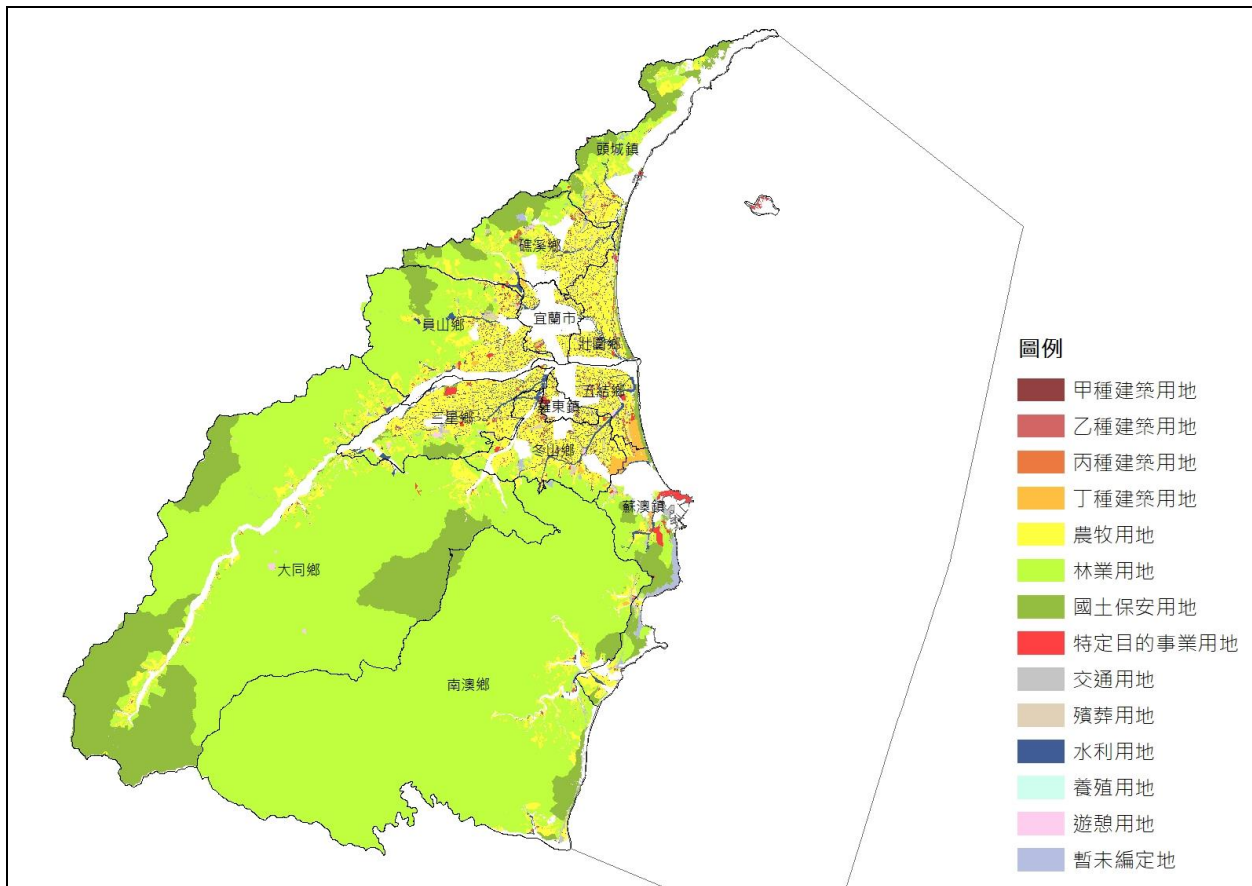 頭城鎮
礁溪鄉
宜蘭市
員山鄉
壯圍鄉
五結鄉
羅東鎮
三星鄉
冬山鄉
蘇澳鎮
大同鄉
南澳鄉
圖例
甲種建築用地
乙種建築用地
丙種建築用地
丁種建築用地
農牧用地
林業用地
國土保安用地
特定目的事業用地
交通用地
殯葬用地
水利用地
養殖用地
遊憩用地
暫未編定地